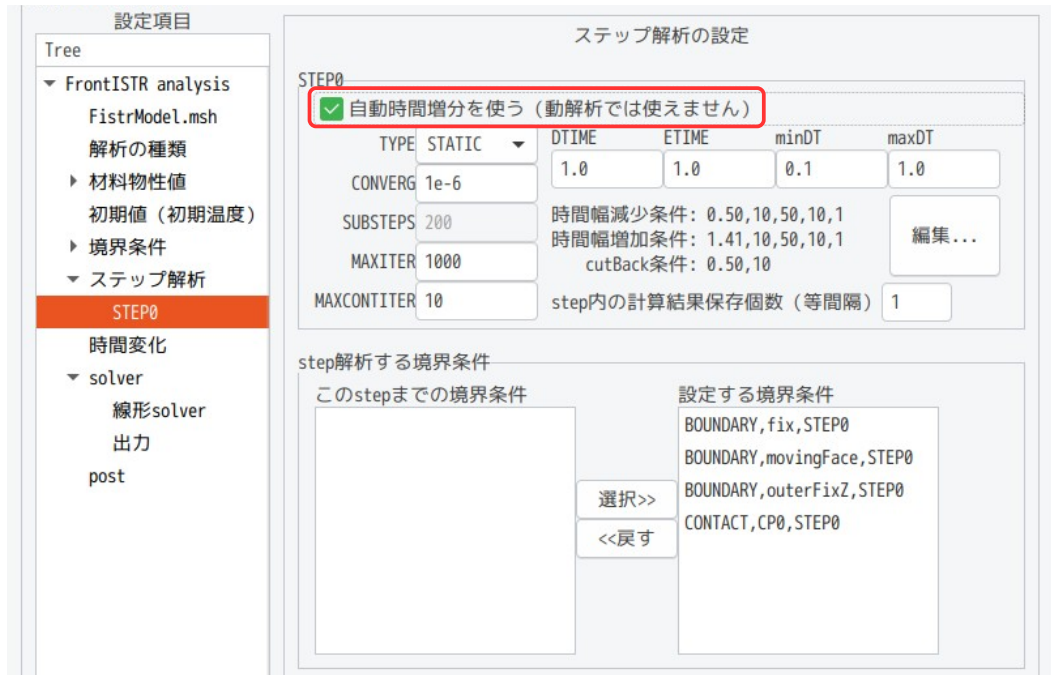 設定項目
Tree
FrontISTR analysis
FistrModel.msh
解析の種類
材料物性値
初期値（初期温度）
境界条件
ステップ解析
STEP0
時間変化
solver
線形solver
出力
post
ステップ解析の設定
STEP0
自動時間増分を使う（動解析では使えません）
TYPE STATIC
CONVERG 1e-6
SUBSTEPS 200
MAXITER 1000
MAXCONTITER 10
DTIME ETIME minDT maxDT
1.0 1.0 0.1 1.0
時間幅減少条件: 0.50,10,50,10,1
時間幅増加条件: 1.41,10,50,10,1
cutBack条件: 0.50,10
編集...
step内の計算結果保存個数（等間隔） 1
step解析する境界条件
このstepまでの境界条件
選択>>
<<戻す
設定する境界条件
BOUNDARY,fix,STEP0
BOUNDARY,movingFace,STEP0
BOUNDARY,outerFixZ,STEP0
CONTACT,CP0,STEP0